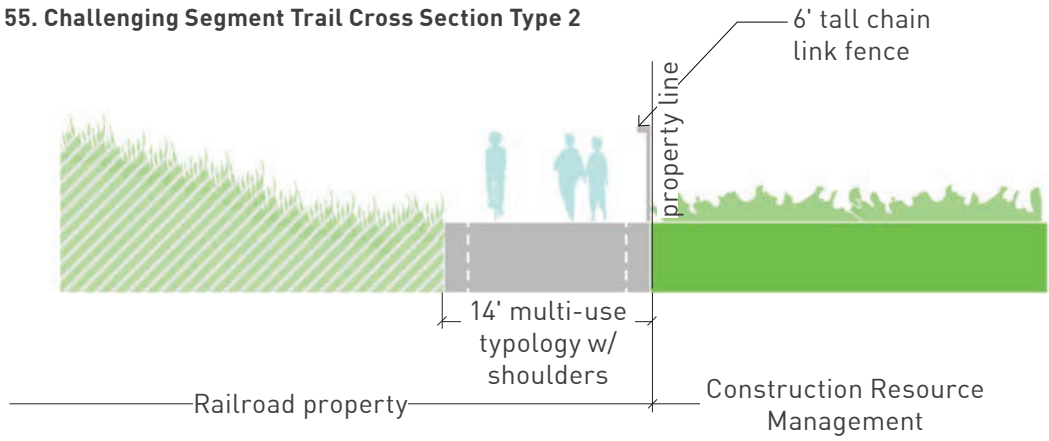 55. Challenging Segment Trail Cross Section Type 2
6' tall chain
link fence
property line
14' multi-use
typology w/
shoulders
Railroad property
Construction Resource
Management